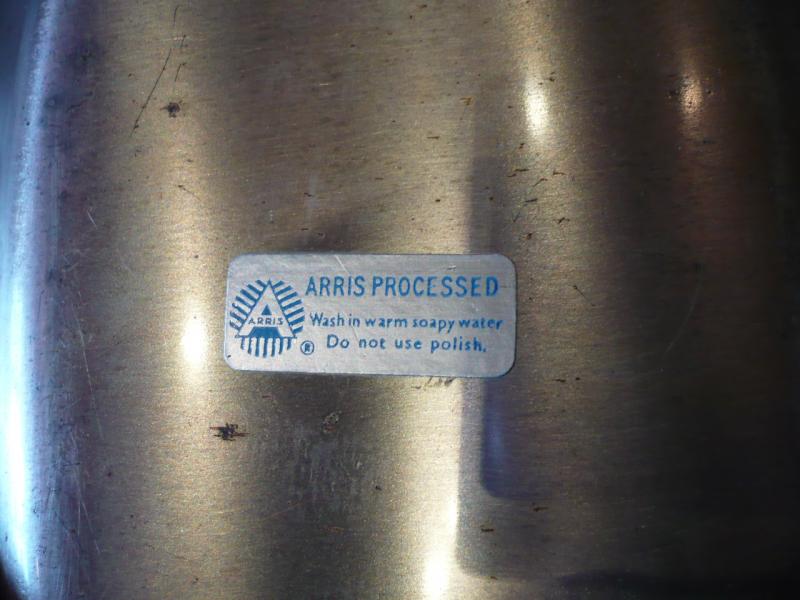 ARRIS PROCESSED
Wash in warm soapy water
Do not use polish.
ARRIS
®